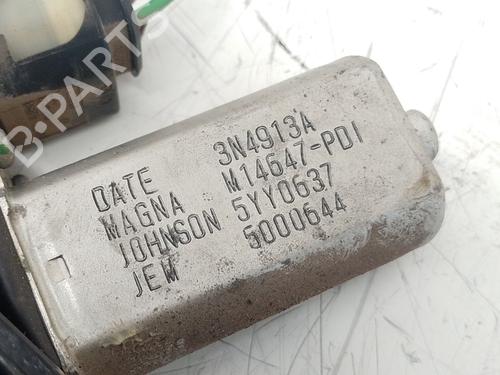 B-PARTS
DATE 3N4913A
MAGNA M14647-PDI
JOHNSON 5YY0637
JEM 5000644